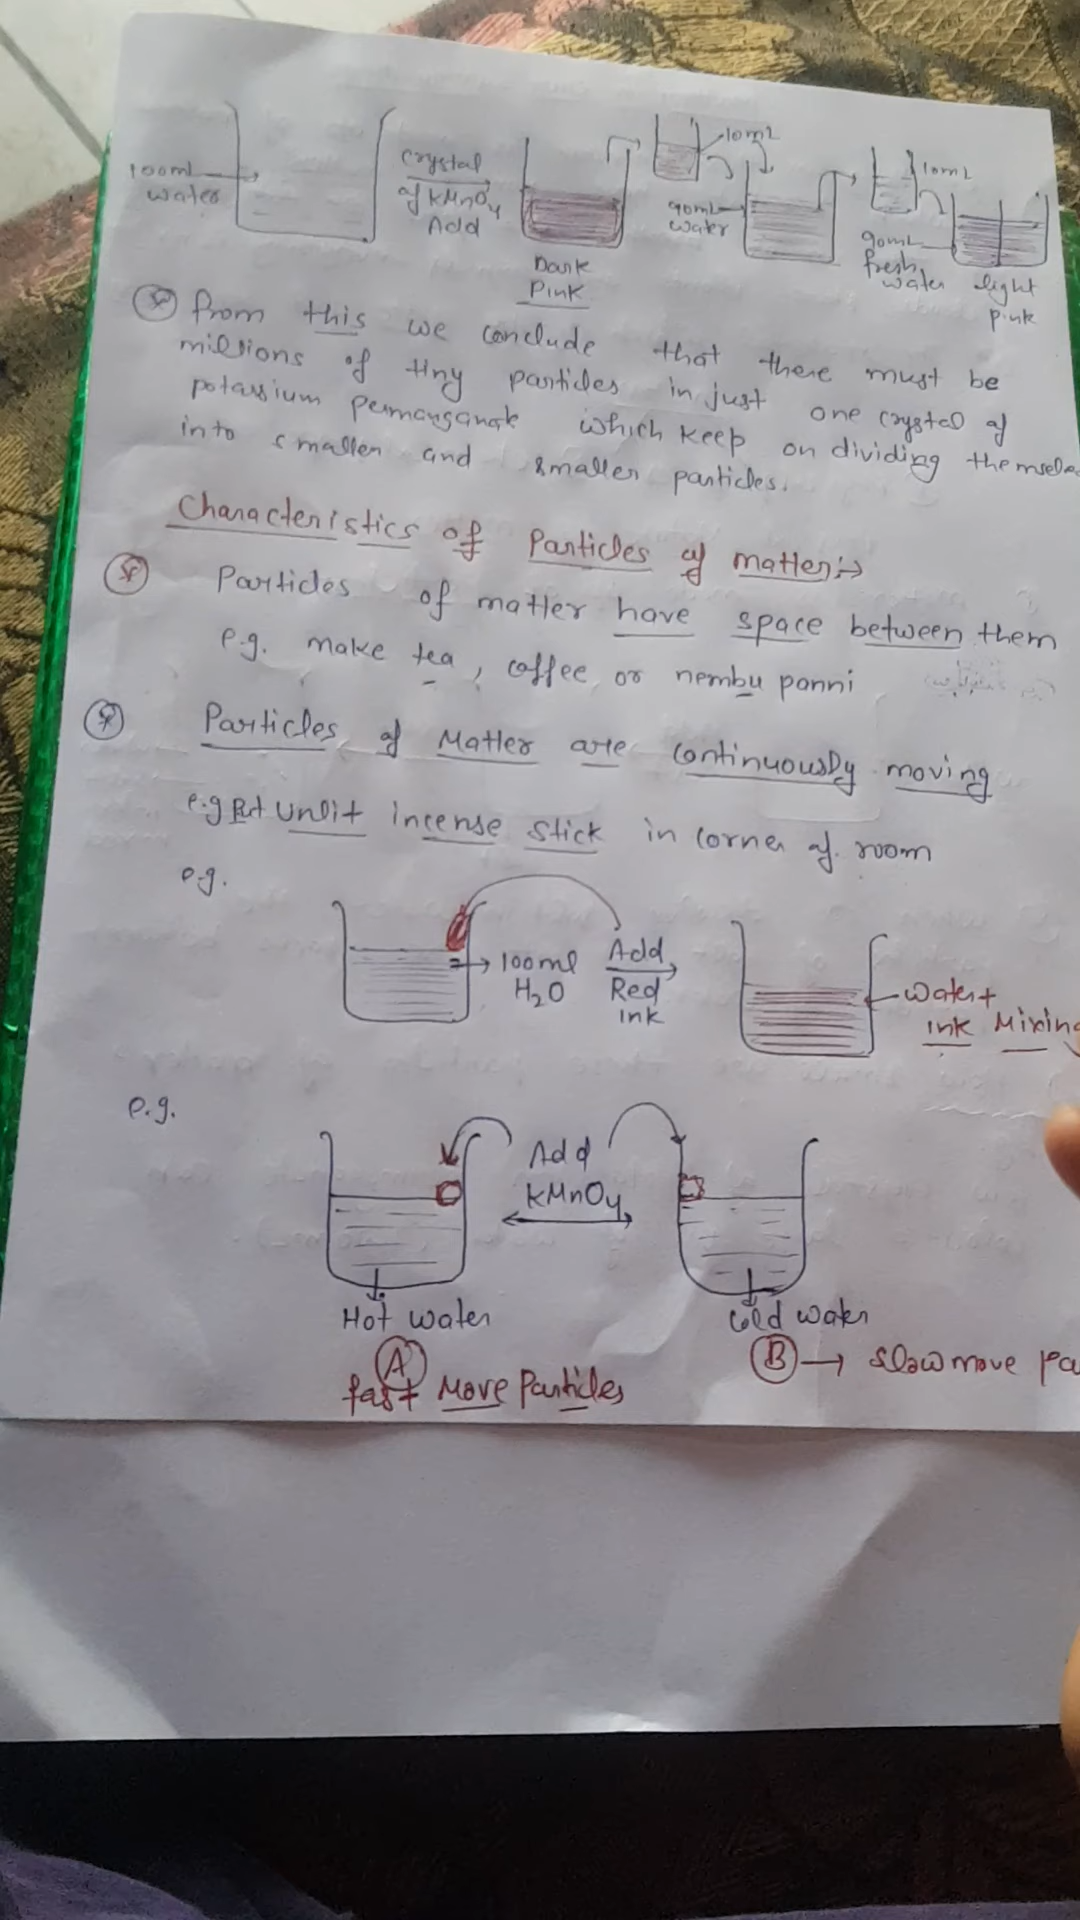 100ml
water
Crystal
of KMnO4
Add
Dark
Pink
10mL
90mL
water
10mL
90mL
fresh
water
light
pink
from this we conclude that there must be
millions of tiny particles in just one crystal of
potassium permanganate which keep on dividing themselve
into smaller and smaller particles.
Characteristics of Particles of matter:→
Particles of matter have space between them
e.g. make tea, coffee, or nembu panni
Particles of Matter are continuously moving
e.g Put unlit incense stick in corner of room
e.g.
100ml
H2O
Add
Red
ink
Water+
ink Mixing
e.g.
Add
KMnO4
Hot water
Cold water
A
fast Move Particles
B → slow move pa